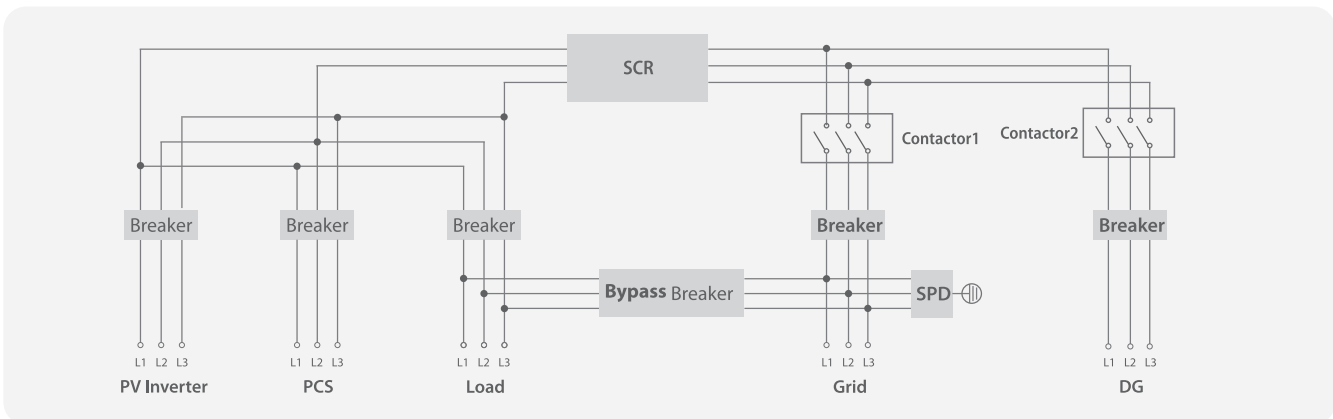 SCR
Contactor1
Contactor2
Breaker
Breaker
Breaker
Breaker
Breaker
Bypass Breaker
SPD
L1 L2 L3
L1 L2 L3
L1 L2 L3
L1 L2 L3
L1 L2 L3
PV Inverter
PCS
Load
Grid
DG